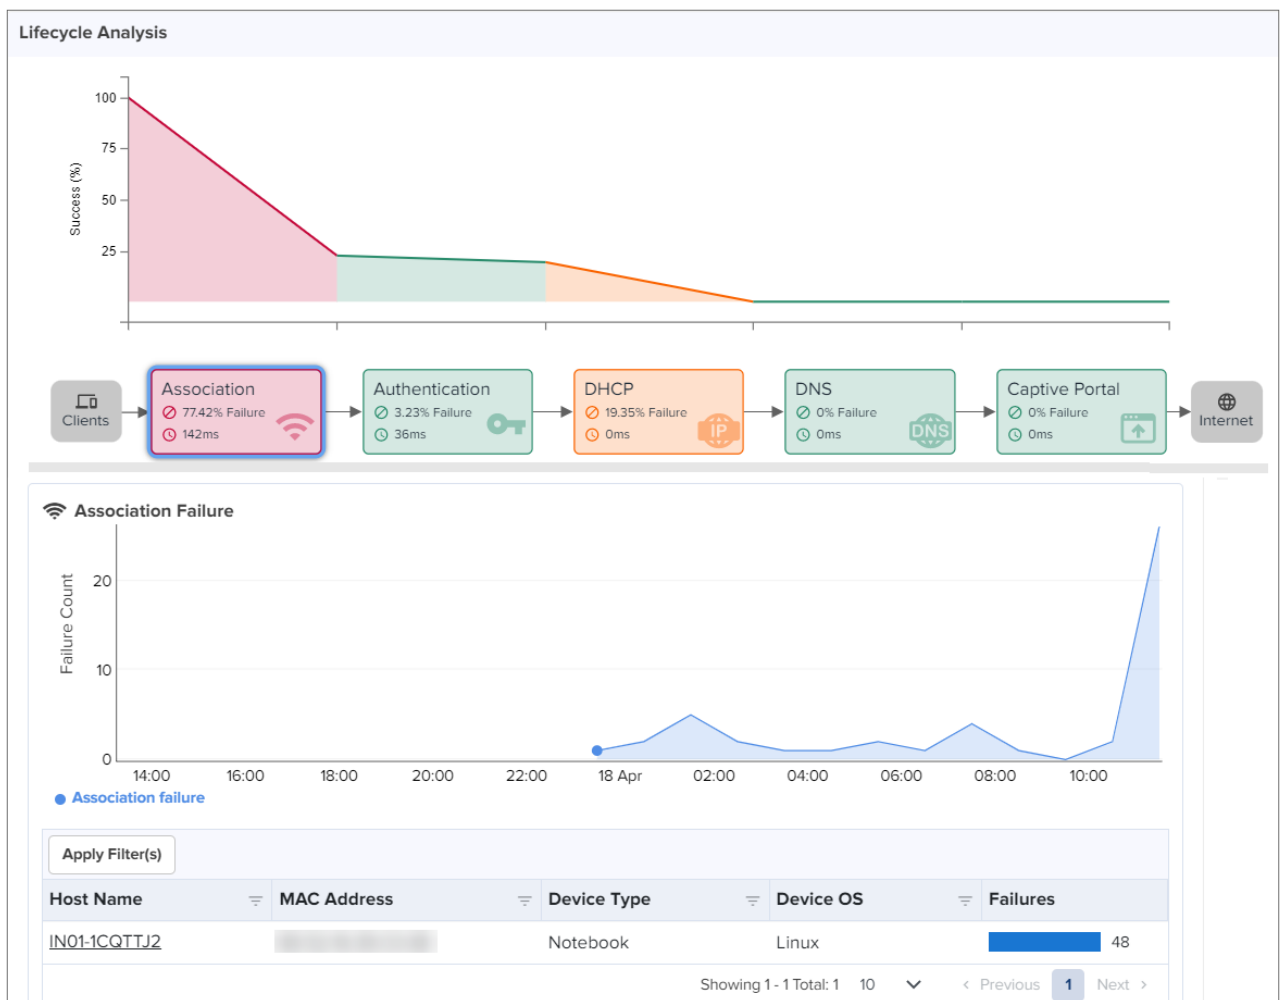 Lifecycle Analysis
100
75
50
25
Success (%)
Clients
Association
77.42% Failure
142ms
Authentication
3.23% Failure
36ms
DHCP
19.35% Failure
0ms
IP
DNS
0% Failure
0ms
DNS
Captive Portal
0% Failure
0ms
Internet
Association Failure
Failure Count
20
10
0
14:00 16:00 18:00 20:00 22:00 18 Apr 02:00 04:00 06:00 08:00 10:00
Association failure
Apply Filter(s)
Host Name MAC Address Device Type Device OS Failures
IN01-1CQTTJ2 Notebook Linux 48
Showing 1 - 1 Total: 1 10 < Previous 1 Next >